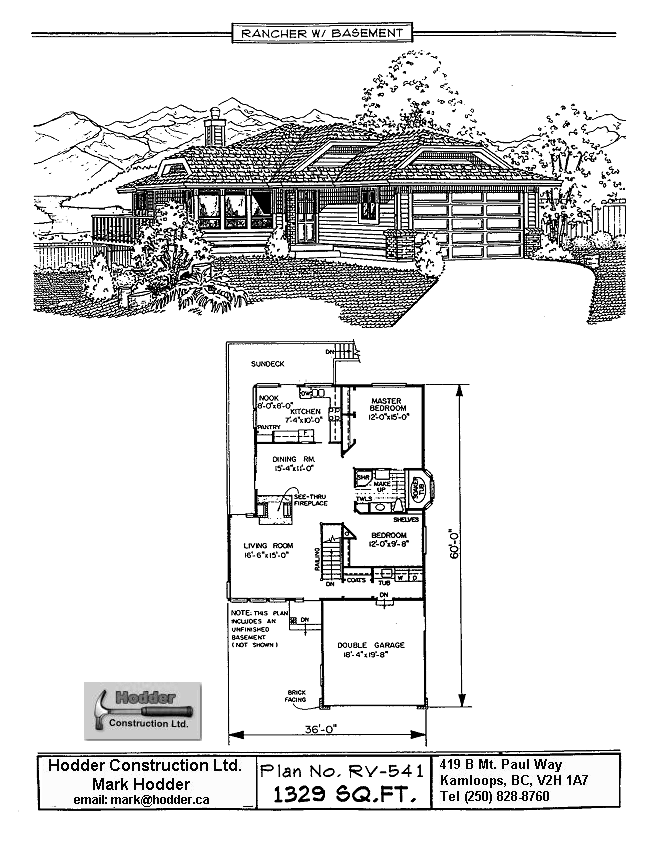 RANCHER W/ BASEMENT
DN
SUNDECK
NOOK
8'-0"x8'-0"
KITCHEN
7'-4"x10'-0"
DW
PANTRY
F
MASTER
BEDROOM
12'-0"x15'-0"
DINING RM.
15'-4"x11'-0"
SHR
MAKE
UP
SOAKER
TUB
TWLS
SEE-THRU
FIREPLACE
SHELVES
LIVING ROOM
16'-6"x15'-0"
RAILING
DN
BEDROOM
12'-0"x9'-8"
COATS
TUB
W D
DN
NOTE: THIS PLAN
INCLUDES AN
UNFINISHED
BASEMENT
(NOT SHOWN)
DN
DOUBLE GARAGE
18'-4"x19'-8"
BRICK
FACING
60'-0"
36'-0"
Hodder
Construction Ltd.
Hodder Construction Ltd.
Mark Hodder
email: mark@hodder.ca
Plan No. RV-541
1329 SQ.FT.
419 B Mt. Paul Way
Kamloops, BC, V2H 1A7
Tel (250) 828-8760